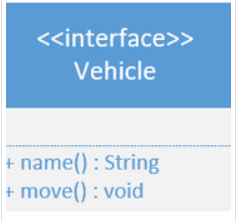 <<interface>>
Vehicle
+ name() : String
+ move() : void